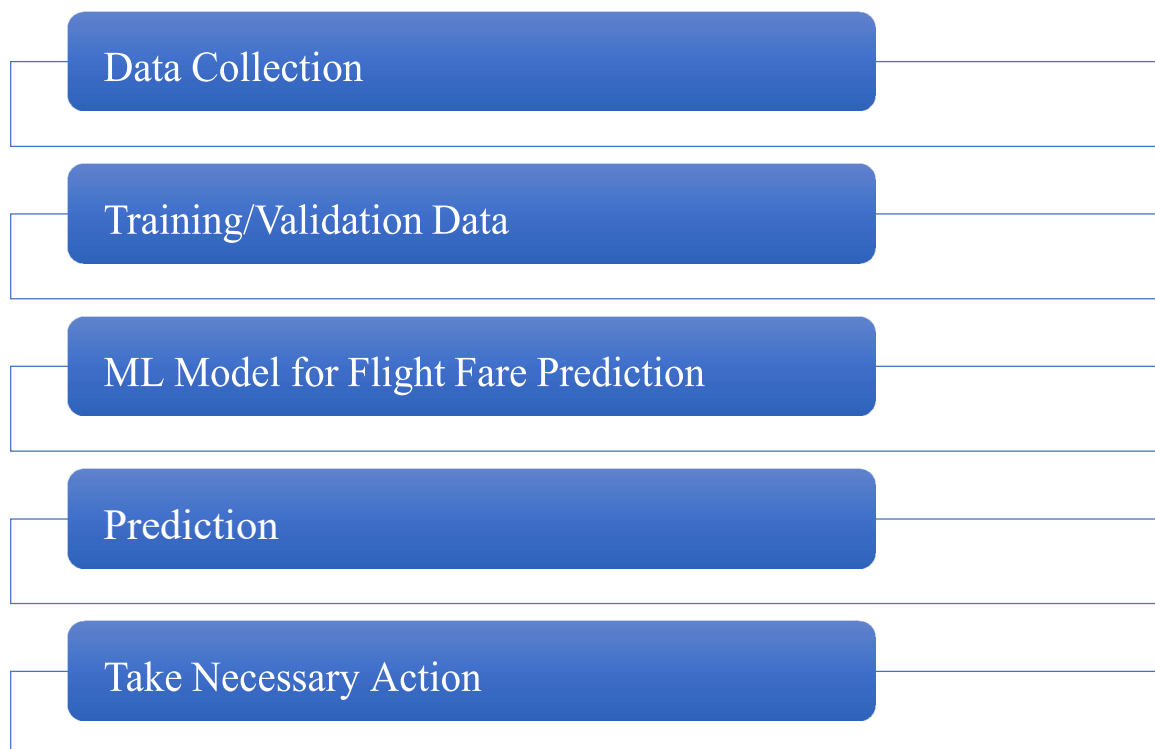 Data Collection
Training/Validation Data
ML Model for Flight Fare Prediction
Prediction
Take Necessary Action